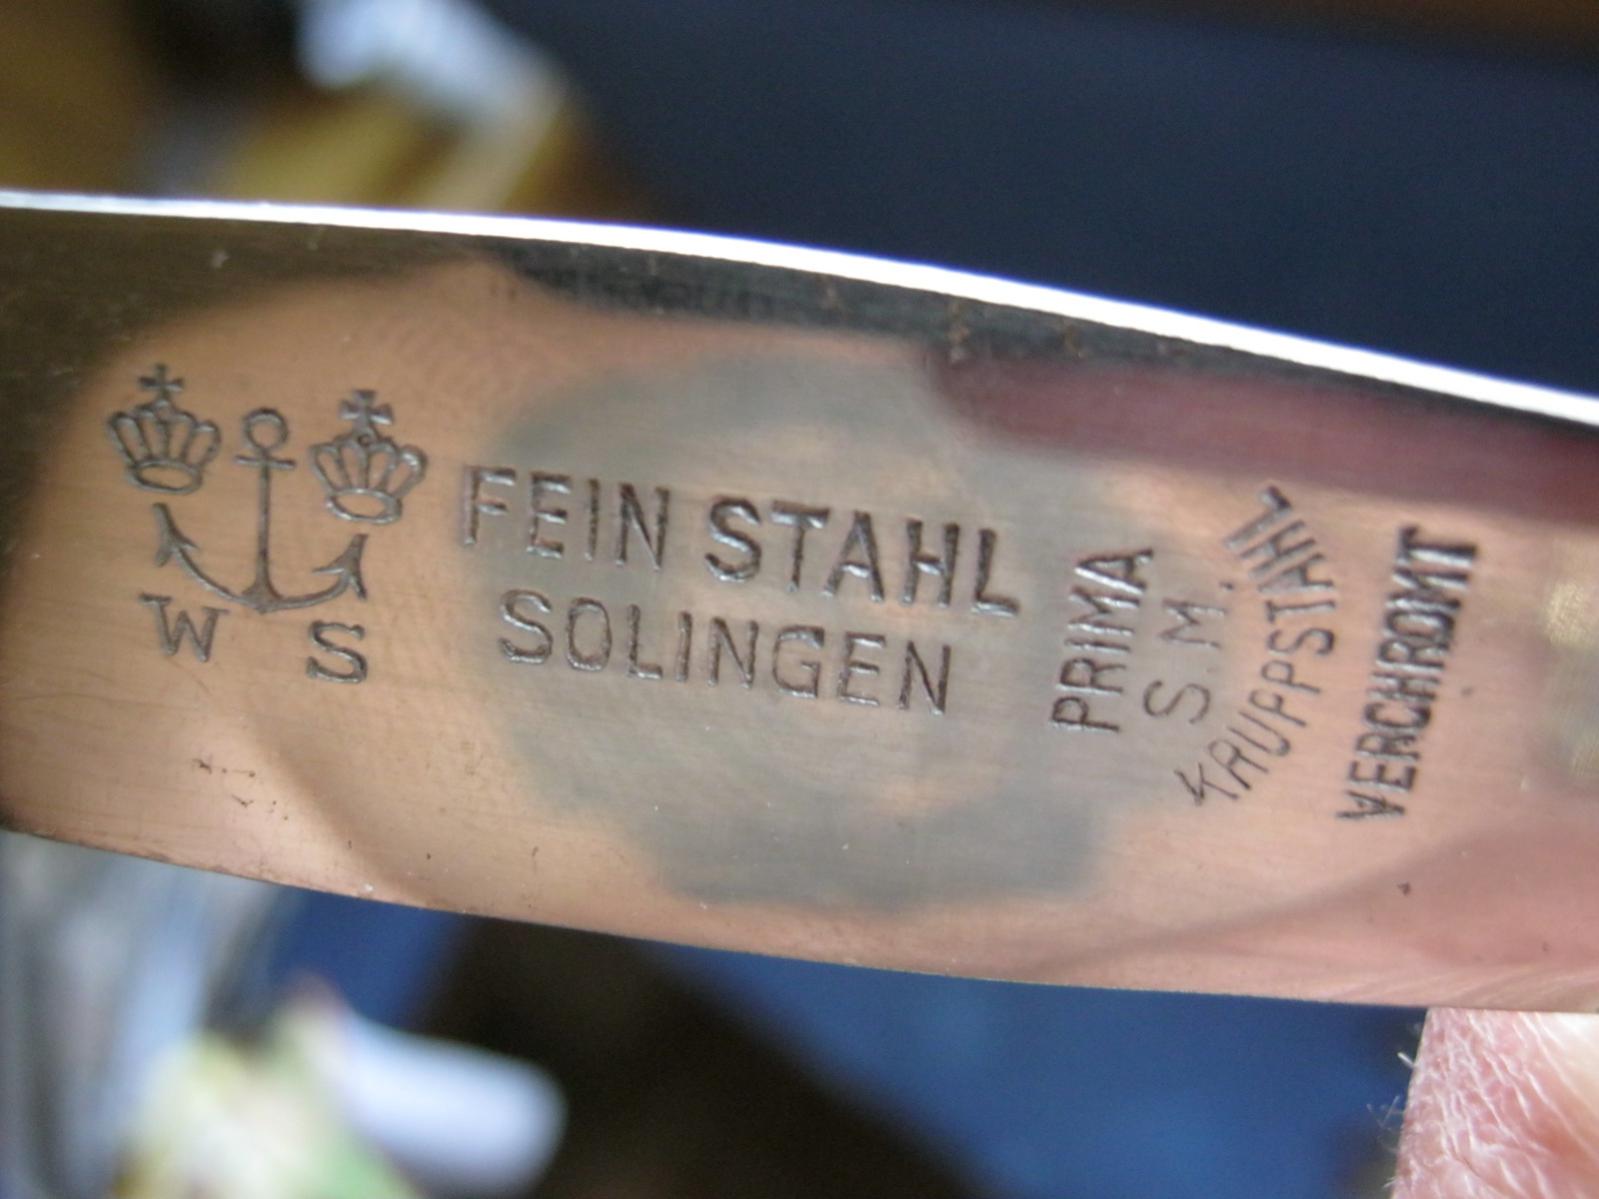 W S
FEIN STAHL
SOLINGEN
PRIMA
S.M.
KRUPPSTAHL
VERCHROMT